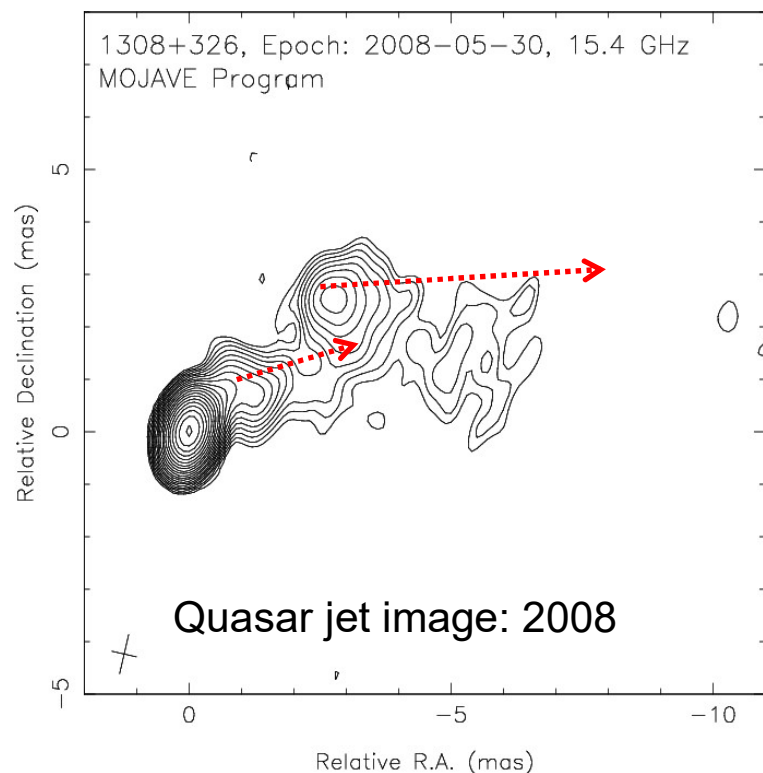 1308+326, Epoch: 2008-05-30, 15.4 GHz
MOJAVE Program
Relative Declination (mas)
5
0
-5
Quasar jet image: 2008
0
-5
-10
Relative R.A. (mas)